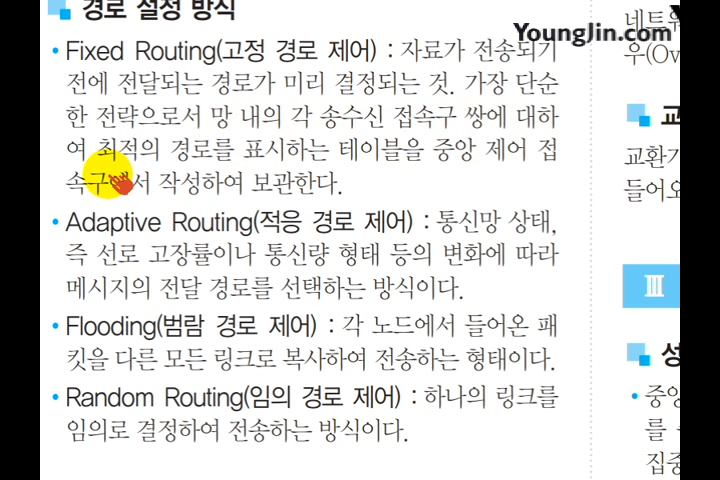 경로 설정 방식
YoungJin.com
• Fixed Routing(고정 경로 제어) : 자료가 전송되기
전에 전달되는 경로가 미리 결정되는 것. 가장 단순
한 전략으로서 망 내의 각 송수신 접속구 쌍에 대하
여 최적의 경로를 표시하는 테이블을 중앙 제어 접
속구에서 작성하여 보관한다.
• Adaptive Routing(적응 경로 제어) : 통신망 상태,
즉 선로 고장률이나 통신량 형태 등의 변화에 따라
메시지의 전달 경로를 선택하는 방식이다.
• Flooding(범람 경로 제어) : 각 노드에서 들어온 패
킷을 다른 모든 링크로 복사하여 전송하는 형태이다.
• Random Routing(임의 경로 제어) : 하나의 링크를
임의로 결정하여 전송하는 방식이다.
네트워
우(Ov
교
교환기
들어오
Ⅲ
성
• 중앙
를
집중